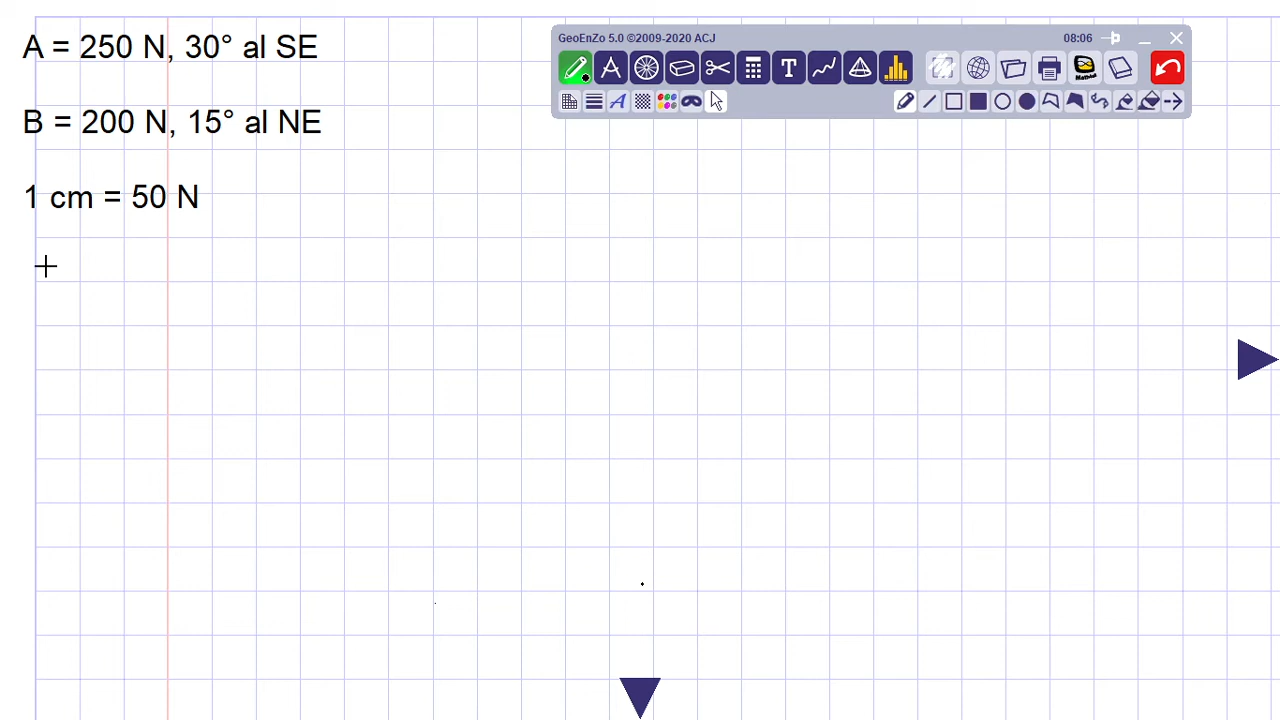 A = 250 N, 30° al SE
GeoEnZo 5.0 ©2009-2020 ACJ 08:06
B = 200 N, 15° al NE
1 cm = 50 N